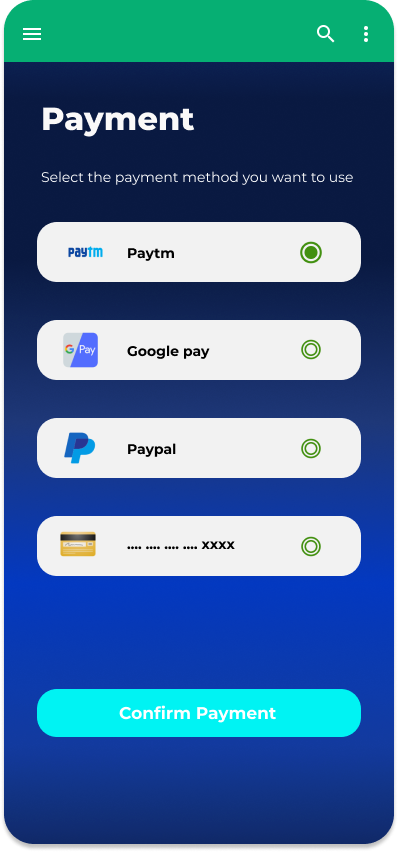 Payment
Select the payment method you want to use
paytm Paytm
G Pay Google pay
Paypal
.... .... .... .... xxxx
Confirm Payment